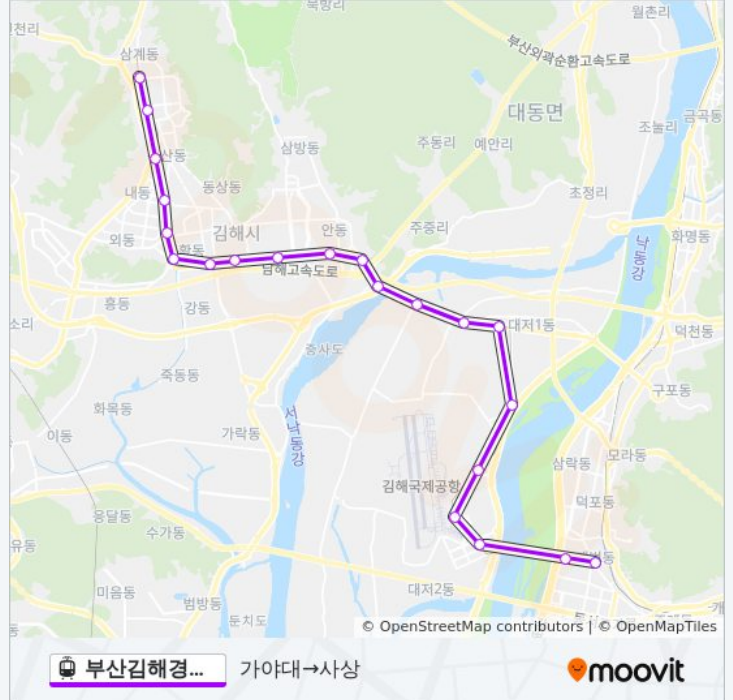 북항리
월촌리
삼계동
부산외곽순환고속도로
대동면
금곡동
조눌리
산동
삼방동
주동리
예안리
내동
동상동
초정리
김해시
안동
주중리
외동
화명동
낙동강
남해고속도로
흥동
강동
소리
대저1동
덕천동
중사도
죽동동
구포동
화목동
서낙동강
이동
가락동
모라동
삼락동
김해국제공항
덕포동
웅달동
수가동
유동
미음동
범방동
대저2동
둔치도
© OpenStreetMap contributors | © OpenMapTiles
부산김해경...
가야대→사상
moovit